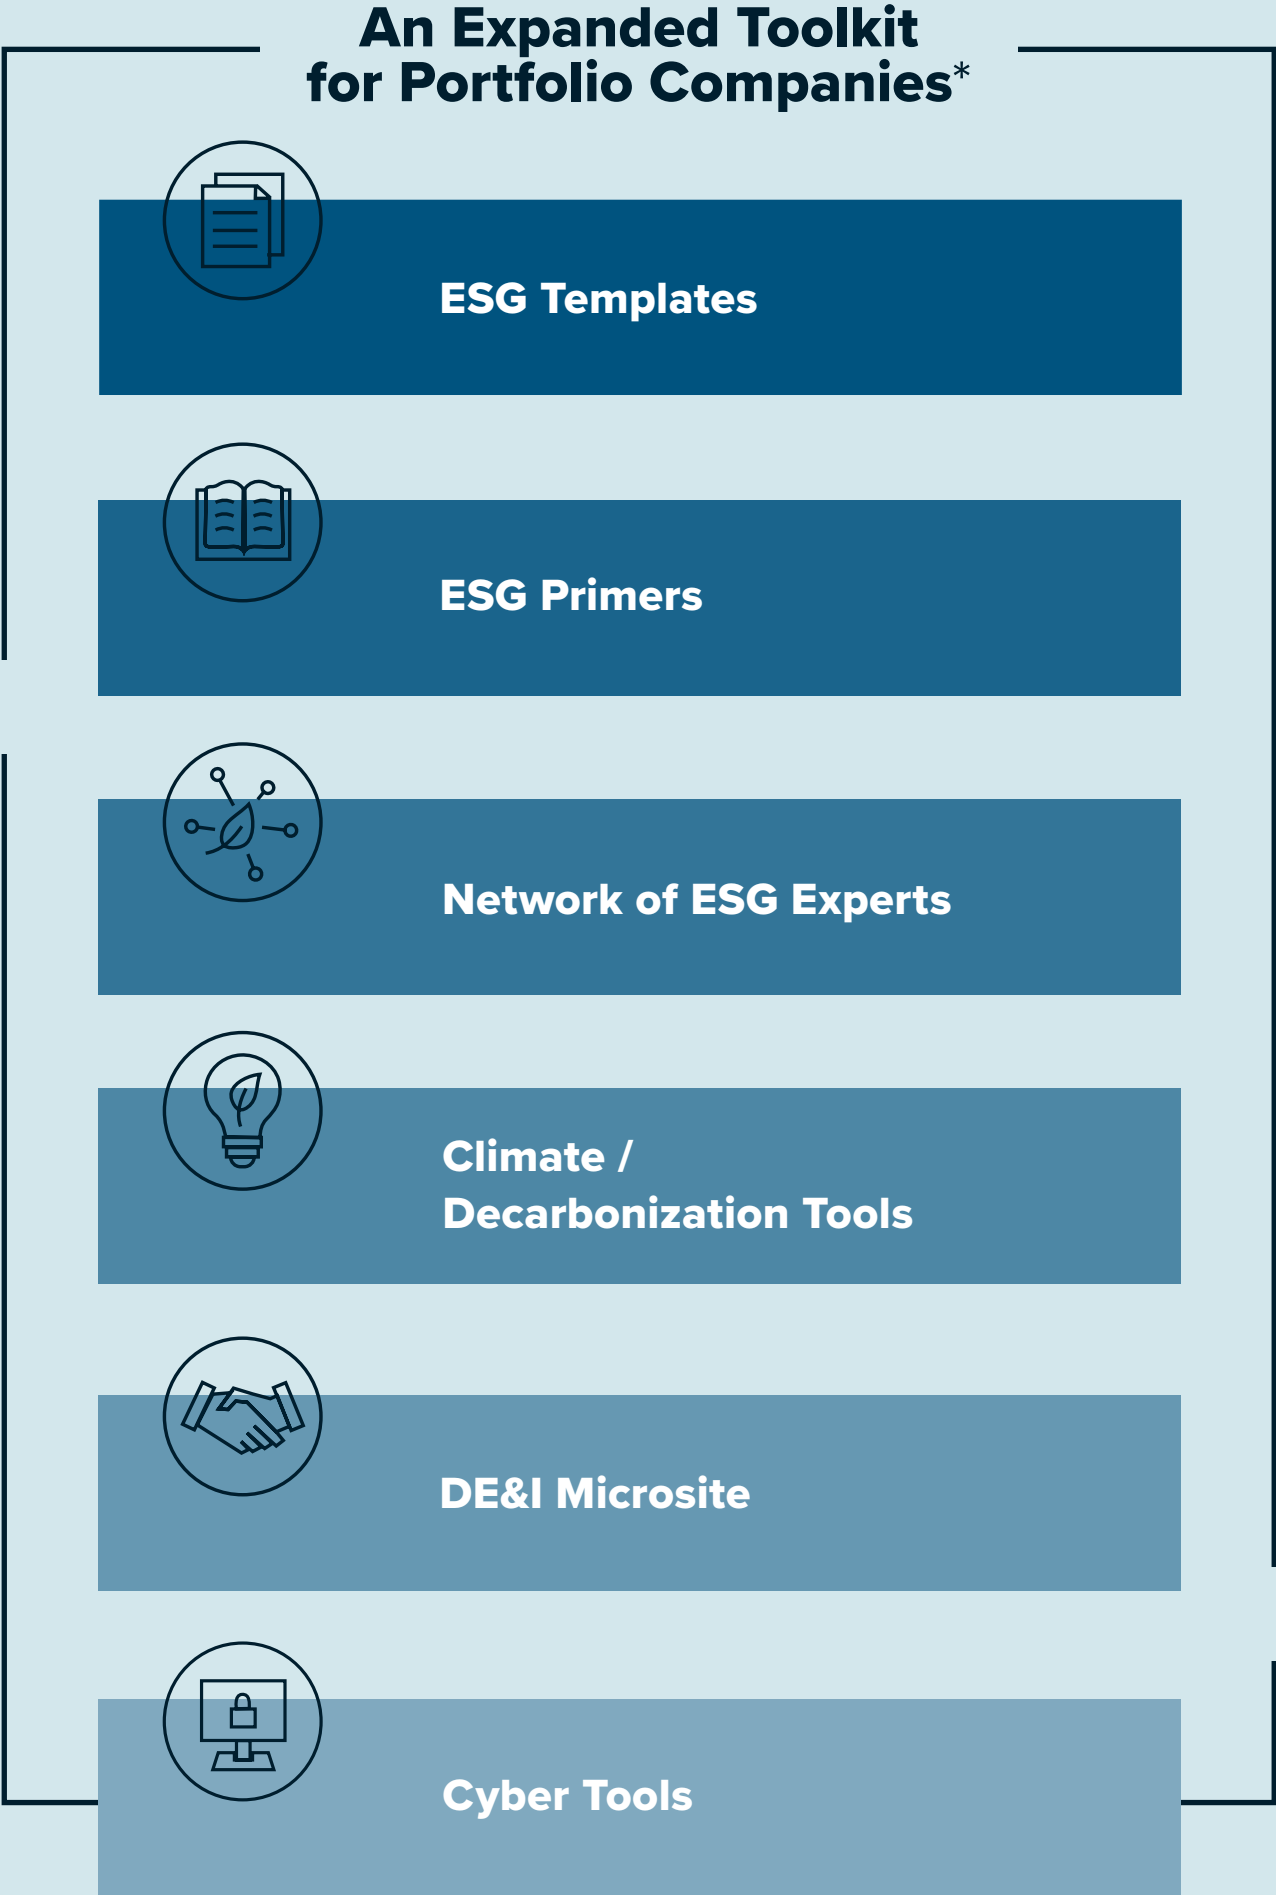 An Expanded Toolkit
for Portfolio Companies*
ESG Templates
ESG Primers
Network of ESG Experts
Climate /
Decarbonization Tools
DE&I Microsite
Cyber Tools